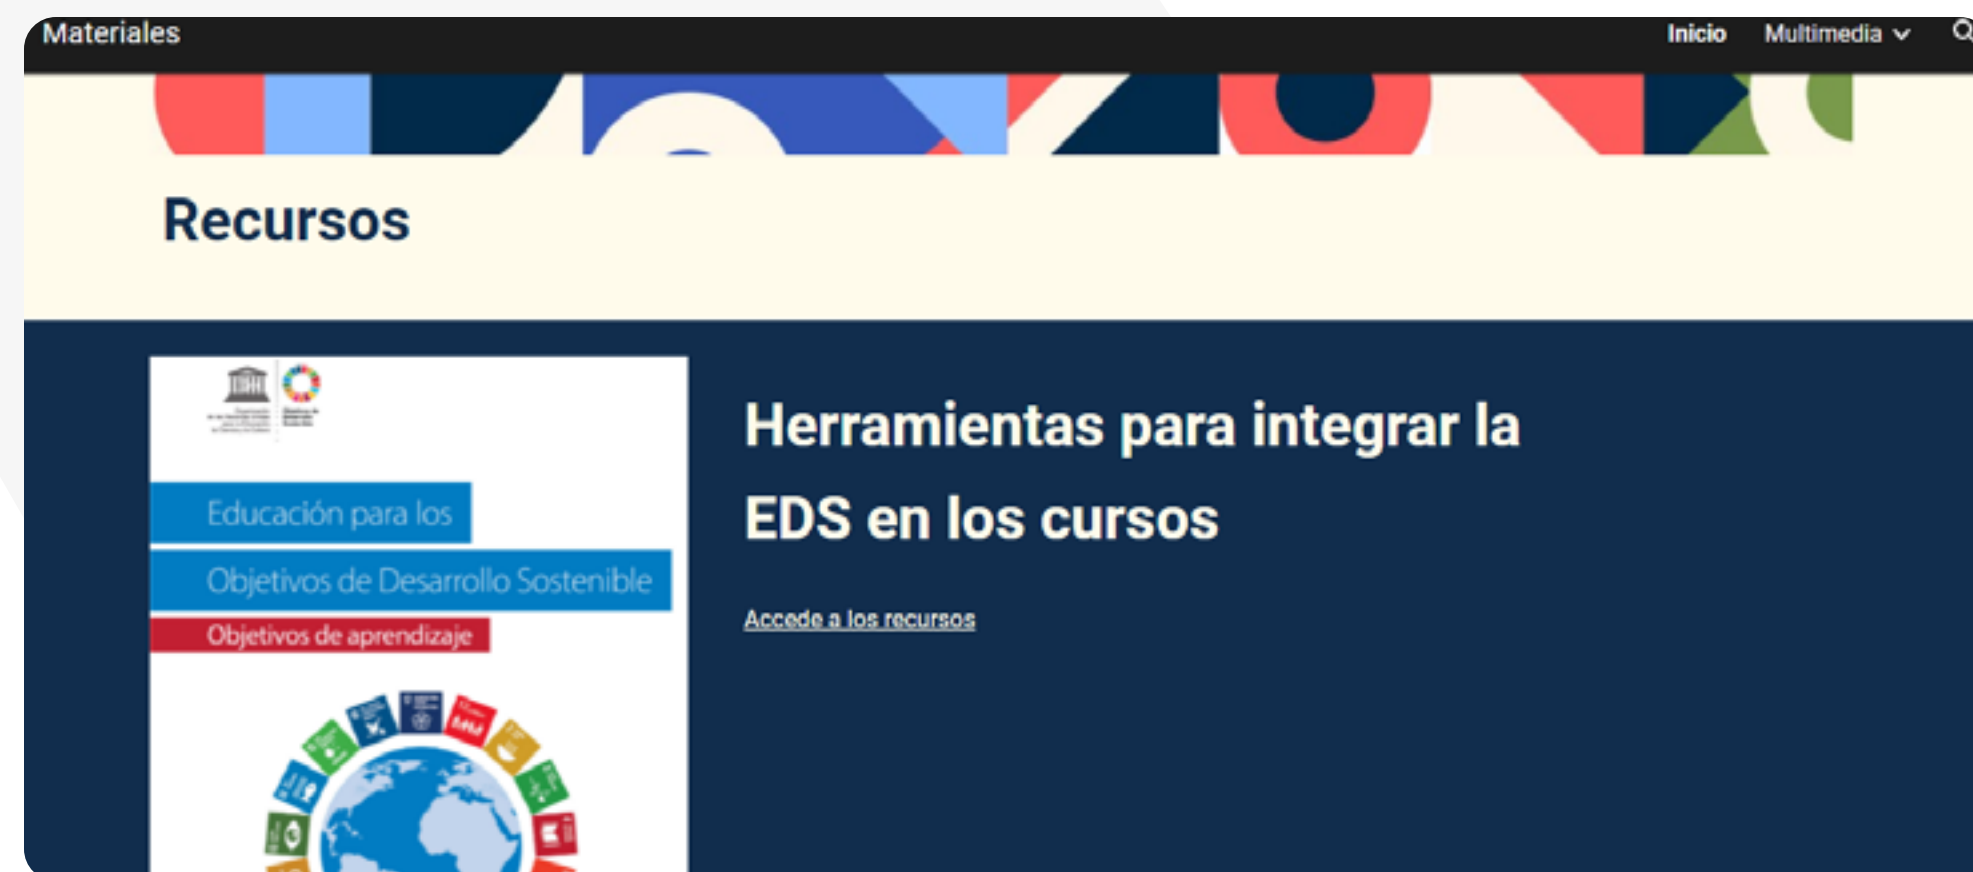 Materiales
Inicio
Multimedia
Recursos
Educación para los
Objetivos de Desarrollo Sostenible
Objetivos de aprendizaje
Herramientas para integrar la
EDS en los cursos
Accede a los recursos